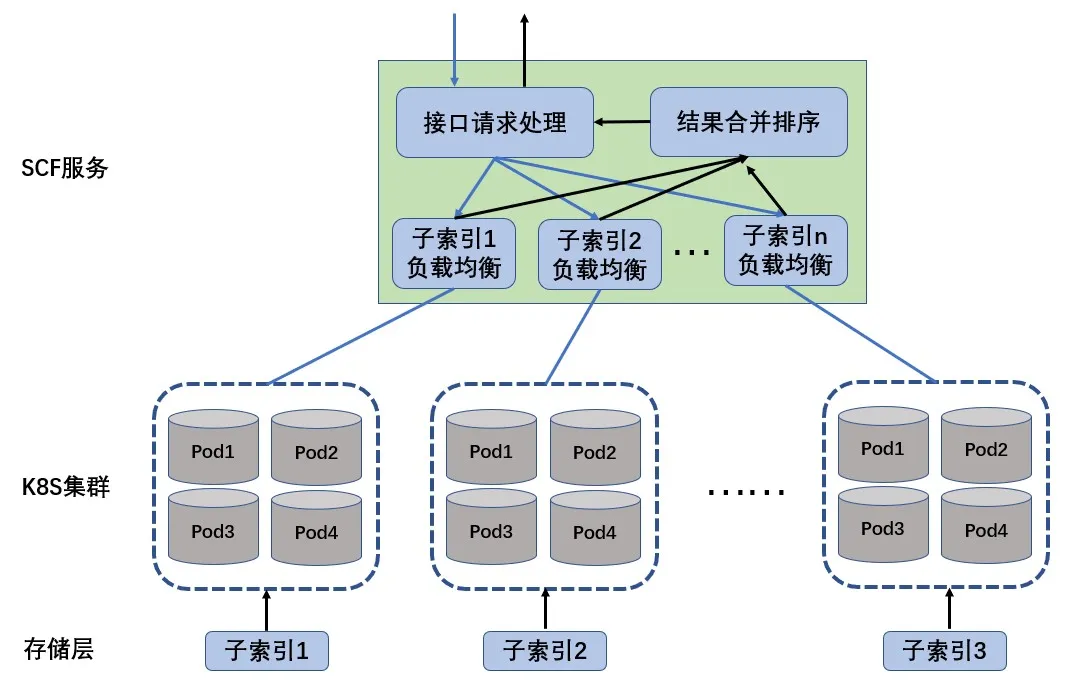 接口请求处理
结果合并排序
SCF服务
子索引1
负载均衡
子索引2
负载均衡
...
子索引n
负载均衡
K8S集群
Pod1
Pod2
Pod3
Pod4
Pod1
Pod2
Pod3
Pod4
......
Pod1
Pod2
Pod3
Pod4
存储层
子索引1
子索引2
子索引3